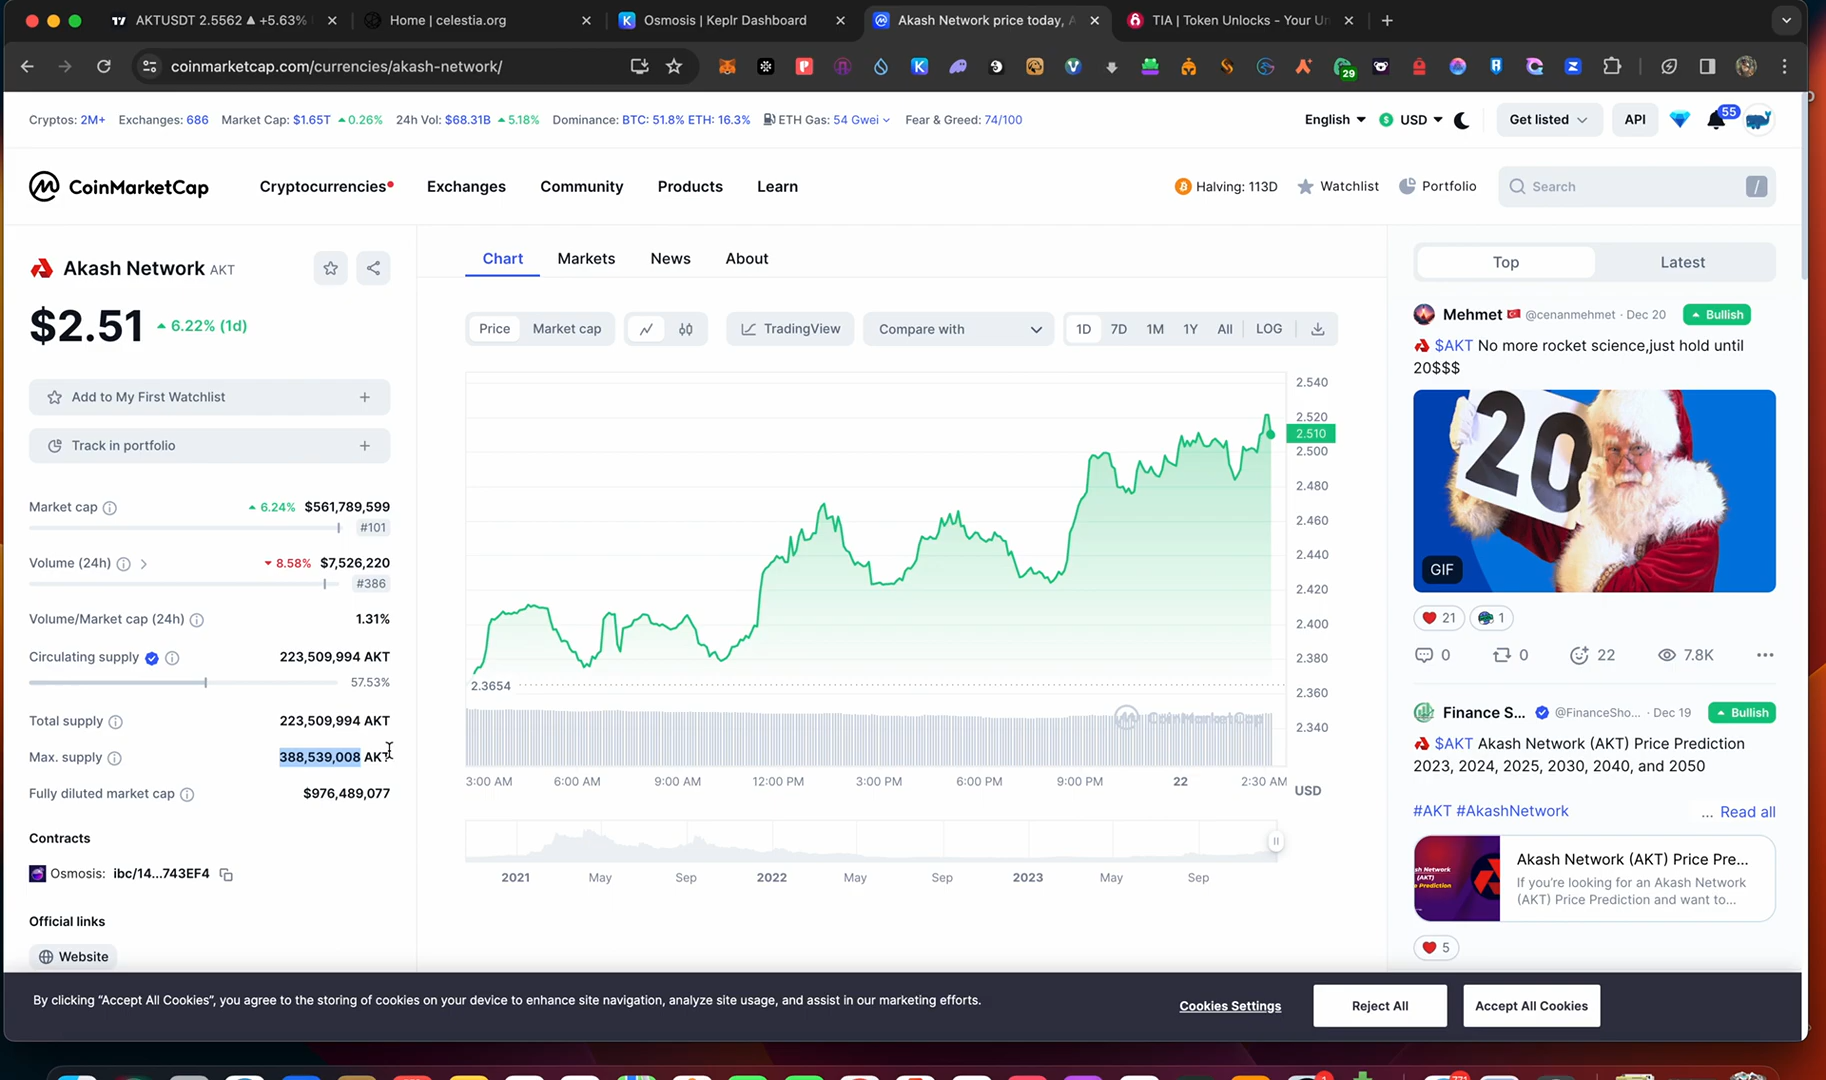 AKTUSDT 2.5562 ▲ +5.63%
Home | celestia.org
Osmosis | Keplr Dashboard
Akash Network price today, A
TIA | Token Unlocks - Your Un
coinmarketcap.com/currencies/akash-network/
29
Cryptos: 2M+ Exchanges: 686 Market Cap: $1.65T ▲ 0.26% 24h Vol: $68.31B ▲ 5.18% Dominance: BTC: 51.8% ETH: 16.3% ETH Gas: 54 Gwei Fear & Greed: 74/100
English USD Get listed API 55
CoinMarketCap
Cryptocurrencies Exchanges Community Products Learn
Halving: 113D Watchlist Portfolio Search /
Akash Network AKT
$2.51 ▲ 6.22% (1d)
Add to My First Watchlist +
Track in portfolio +
Market cap ▲ 6.24% $561,789,599
#101
Volume (24h) ▼ 8.58% $7,526,220
#386
Volume/Market cap (24h) 1.31%
Circulating supply 223,509,994 AKT
57.53%
Total supply 223,509,994 AKT
Max. supply 388,539,008 AKT
Fully diluted market cap $976,489,077
Contracts
Osmosis: ibc/14...743EF4
Official links
Website
Chart Markets News About
Price Market cap TradingView Compare with 1D 7D 1M 1Y All LOG
2.540
2.520
2.510
2.500
2.480
2.460
2.440
2.420
2.400
2.380
2.3654
2.360
2.340
CoinMarketCap
3:00 AM 6:00 AM 9:00 AM 12:00 PM 3:00 PM 6:00 PM 9:00 PM 22 2:30 AM
USD
2021 May Sep 2022 May Sep 2023 May Sep
Top Latest
Mehmet @cenanmehmet · Dec 20 Bullish
$AKT No more rocket science,just hold until
20$$$
20
GIF
21 1
0 0 22 7.8K
Finance S... @FinanceSho... · Dec 19 Bullish
$AKT Akash Network (AKT) Price Prediction
2023, 2024, 2025, 2030, 2040, and 2050
#AKT #AkashNetwork ... Read all
Akash Network (AKT) Price Pre...
If you're looking for an Akash Network
(AKT) Price Prediction and want to...
5
By clicking "Accept All Cookies", you agree to the storing of cookies on your device to enhance site navigation, analyze site usage, and assist in our marketing efforts.
Cookies Settings Reject All Accept All Cookies